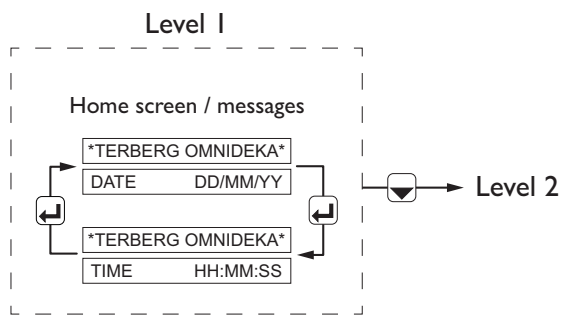 Level 1
Home screen / messages
*TERBERG OMNIDEKA*
DATE DD/MM/YY
Level 2
*TERBERG OMNIDEKA*
TIME HH:MM:SS